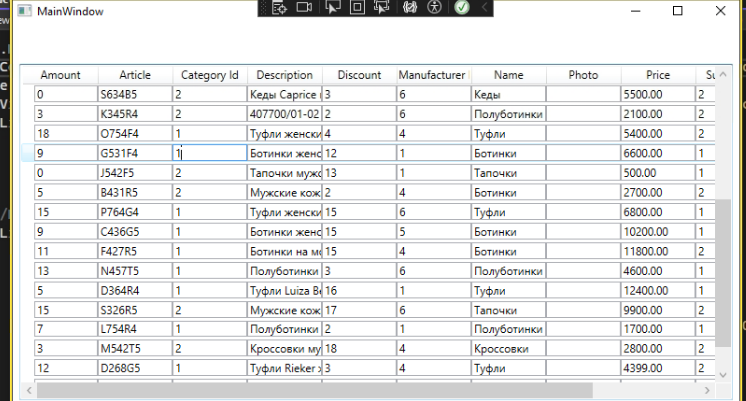 MainWindow
Amount Article Category Id Description Discount Manufacturer Name Photo Price Su
0 S634B5 2 Кеды Caprice 3 6 Кеды 5500.00 2
3 K345R4 2 407700/01-02 2 6 Полуботинки 2100.00 2
18 O754F4 1 Туфли женски 4 4 Туфли 5400.00 2
9 G531F4 1 Ботинки женс 12 1 Ботинки 6600.00 1
0 J542F5 2 Тапочки мужс 13 1 Тапочки 500.00 1
5 B431R5 2 Мужские кож 2 4 Ботинки 2700.00 2
15 P764G4 1 Туфли женски 15 6 Туфли 6800.00 1
9 C436G5 1 Ботинки женс 15 5 Ботинки 10200.00 1
11 F427R5 1 Ботинки на мо 15 4 Ботинки 11800.00 2
13 N457T5 1 Полуботинки 3 6 Полуботинки 4600.00 1
5 D364R4 1 Туфли Luiza Be 16 1 Туфли 12400.00 1
15 S326R5 2 Мужские кож 17 6 Тапочки 9900.00 2
7 L754R4 1 Полуботинки 2 1 Полуботинки 1700.00 1
3 M542T5 2 Кроссовки му 18 4 Кроссовки 2800.00 2
12 D268G5 1 Туфли Rieker ж 3 4 Туфли 4399.00 2